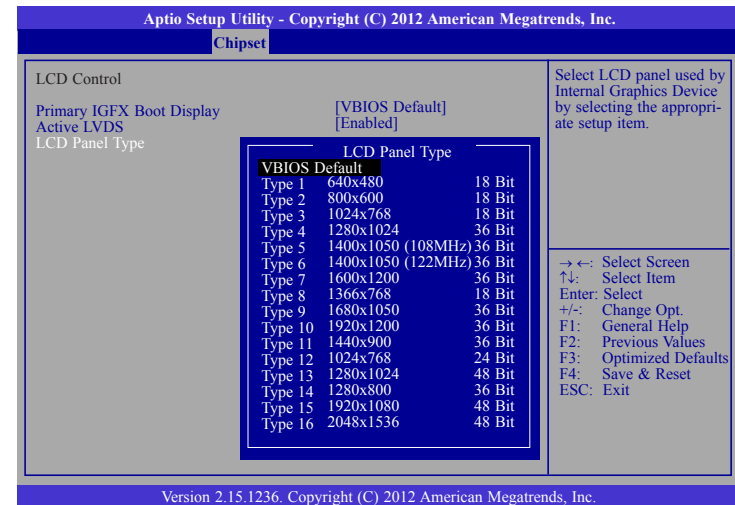 Aptio Setup Utility - Copyright (C) 2012 American Megatrends, Inc.
Chipset
LCD Control
Primary IGFX Boot Display [VBIOS Default]
Active LVDS [Enabled]
LCD Panel Type
LCD Panel Type
VBIOS Default
Type 1 640x480 18 Bit
Type 2 800x600 18 Bit
Type 3 1024x768 18 Bit
Type 4 1280x1024 36 Bit
Type 5 1400x1050 (108MHz) 36 Bit
Type 6 1400x1050 (122MHz) 36 Bit
Type 7 1600x1200 36 Bit
Type 8 1366x768 18 Bit
Type 9 1680x1050 36 Bit
Type 10 1920x1200 36 Bit
Type 11 1440x900 36 Bit
Type 12 1024x768 24 Bit
Type 13 1280x1024 48 Bit
Type 14 1280x800 36 Bit
Type 15 1920x1080 48 Bit
Type 16 2048x1536 48 Bit
Select LCD panel used by
Internal Graphics Device
by selecting the appropri-
ate setup item.
→←: Select Screen
↑↓: Select Item
Enter: Select
+/-: Change Opt.
F1: General Help
F2: Previous Values
F3: Optimized Defaults
F4: Save & Reset
ESC: Exit
Version 2.15.1236. Copyright (C) 2012 American Megatrends, Inc.